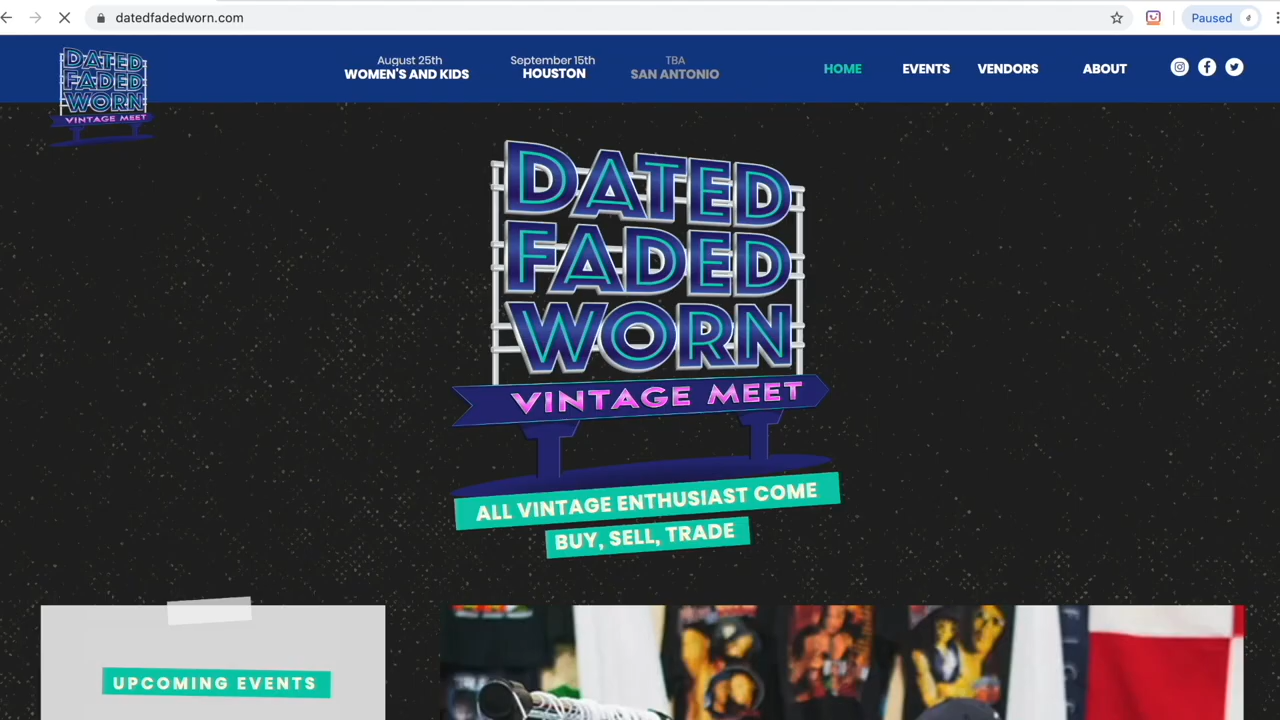 datedfadedworn.com
Paused
DATED
FADED
WORN
VINTAGE MEET
August 25th
WOMEN'S AND KIDS
September 15th
HOUSTON
TBA
SAN ANTONIO
HOME
EVENTS
VENDORS
ABOUT
DATED
FADED
WORN
VINTAGE MEET
ALL VINTAGE ENTHUSIAST COME
BUY, SELL, TRADE
UPCOMING EVENTS